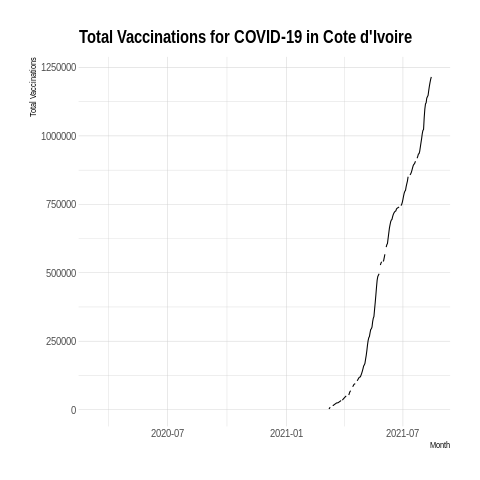 Total Vaccinations for COVID-19 in Cote d'Ivoire
Total Vaccinations
1250000
1000000
750000
500000
250000
0
2020-07 2021-01 2021-07
Month